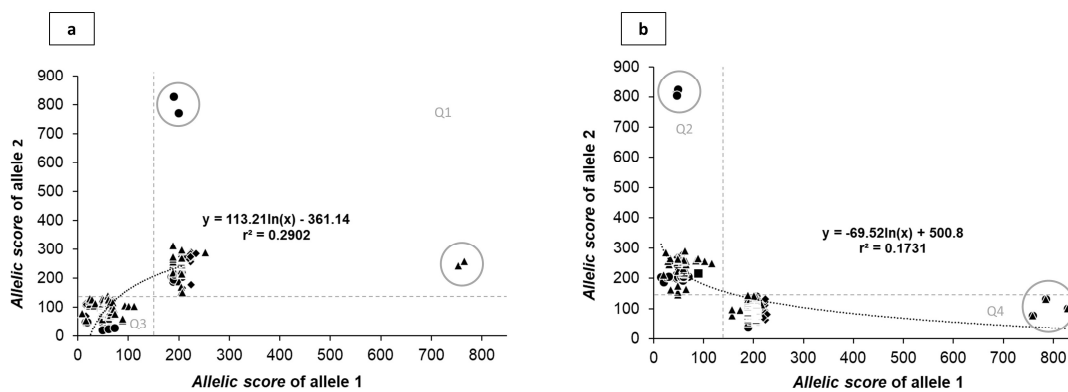 a
900
800
700
600
500
400
300
200
100
0
0 100 200 300 400 500 600 700 800
Allelic score of allele 2
Allelic score of allele 1
Q1
Q3
y = 113.21ln(x) - 361.14
r² = 0.2902
b
900
800
700
600
500
400
300
200
100
0
0 100 200 300 400 500 600 700 800
Allelic score of allele 2
Allelic score of allele 1
Q2
Q4
y = -69.52ln(x) + 500.8
r² = 0.1731